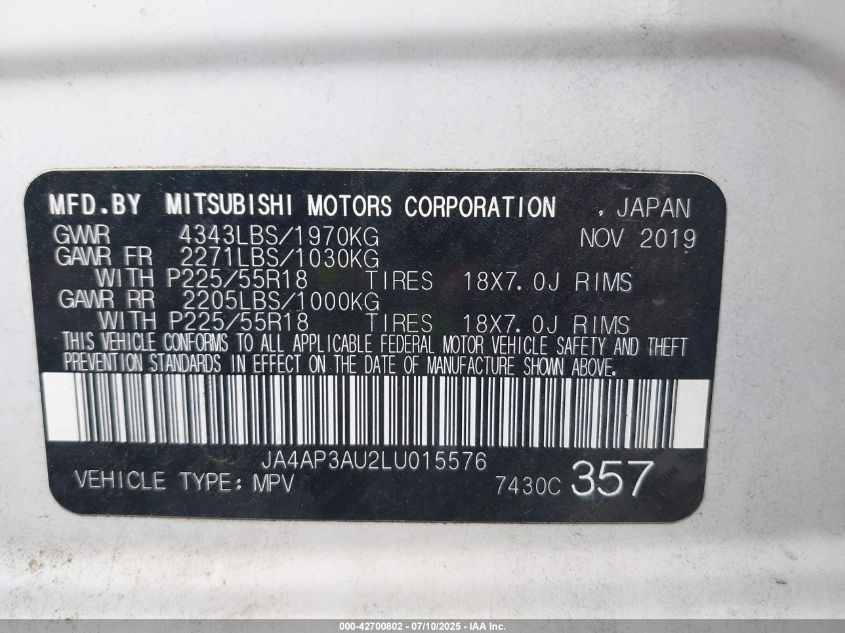 MFD.BY MITSUBISHI MOTORS CORPORATION , JAPAN
GVWR 4343LBS/1970KG NOV 2019
GAWR FR 2271LBS/1030KG
WITH P225/55R18 TIRES 18X7.0J RIMS
GAWR RR 2205LBS/1000KG
WITH P225/55R18 TIRES 18X7.0J RIMS
THIS VEHICLE CONFORMS TO ALL APPLICABLE FEDERAL MOTOR VEHICLE SAFETY AND THEFT
PREVENTION STANDARDS IN EFFECT ON THE DATE OF MANUFACTURE SHOWN ABOVE.
JA4AP3AU2LU015576
VEHICLE TYPE: MPV 7430C 357
000-42700802 - 07/10/2025 - IAA Inc.